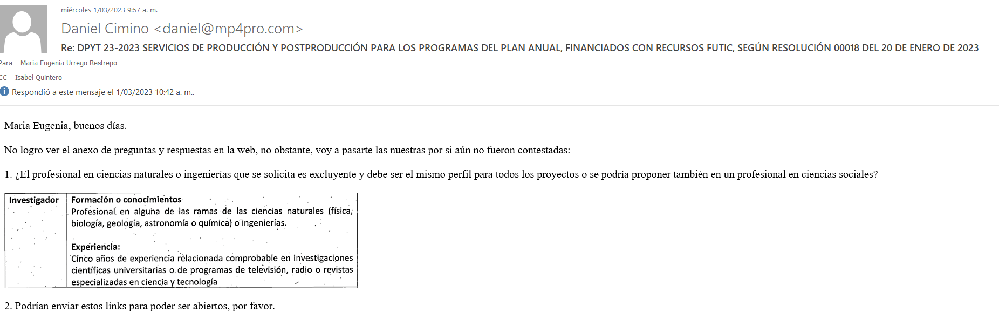 miércoles 1/03/2023 9:57 a. m.
Daniel Cimino <daniel@mp4pro.com>
Re: DPYT 23-2023 SERVICIOS DE PRODUCCIÓN Y POSTPRODUCCIÓN PARA LOS PROGRAMAS DEL PLAN ANUAL, FINANCIADOS CON RECURSOS FUTIC, SEGÚN RESOLUCIÓN 00018 DEL 20 DE ENERO DE 2023
Para Maria Eugenia Urrego Restrepo
CC Isabel Quintero
Respondió a este mensaje el 1/03/2023 10:42 a. m..
Maria Eugenia, buenos días.
No logro ver el anexo de preguntas y respuestas en la web, no obstante, voy a pasarte las nuestras por si aún no fueron contestadas:
1. ¿El profesional en ciencias naturales o ingenierías que se solicita es excluyente y debe ser el mismo perfil para todos los proyectos o se podría proponer también en un profesional en ciencias sociales?
Investigador
Formación o conocimientos
Profesional en alguna de las ramas de las ciencias naturales (física,
biología, geología, astronomía o química) o ingenierías.
Experiencia:
Cinco años de experiencia relacionada comprobable en investigaciones
científicas universitarias o de programas de televisión, radio o revistas
especializadas en ciencia y tecnología
2. Podrían enviar estos links para poder ser abiertos, por favor.